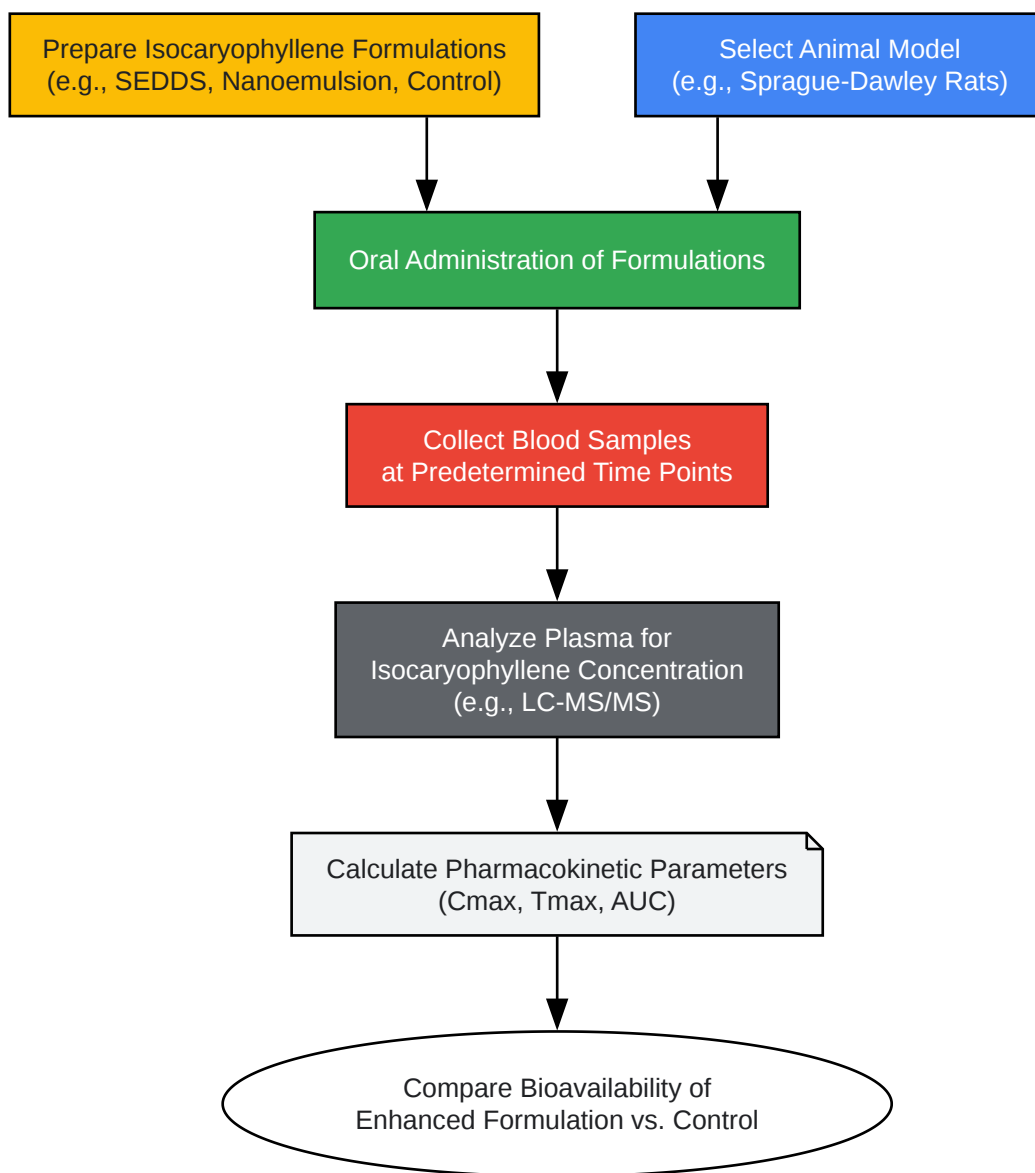 Prepare Isocaryophyllene Formulations
(e.g., SEDDS, Nanoemulsion, Control)
Select Animal Model
(e.g., Sprague-Dawley Rats)
Oral Administration of Formulations
Collect Blood Samples
at Predetermined Time Points
Analyze Plasma for
Isocaryophyllene Concentration
(e.g., LC-MS/MS)
Calculate Pharmacokinetic Parameters
(Cmax, Tmax, AUC)
Compare Bioavailability of
Enhanced Formulation vs. Control